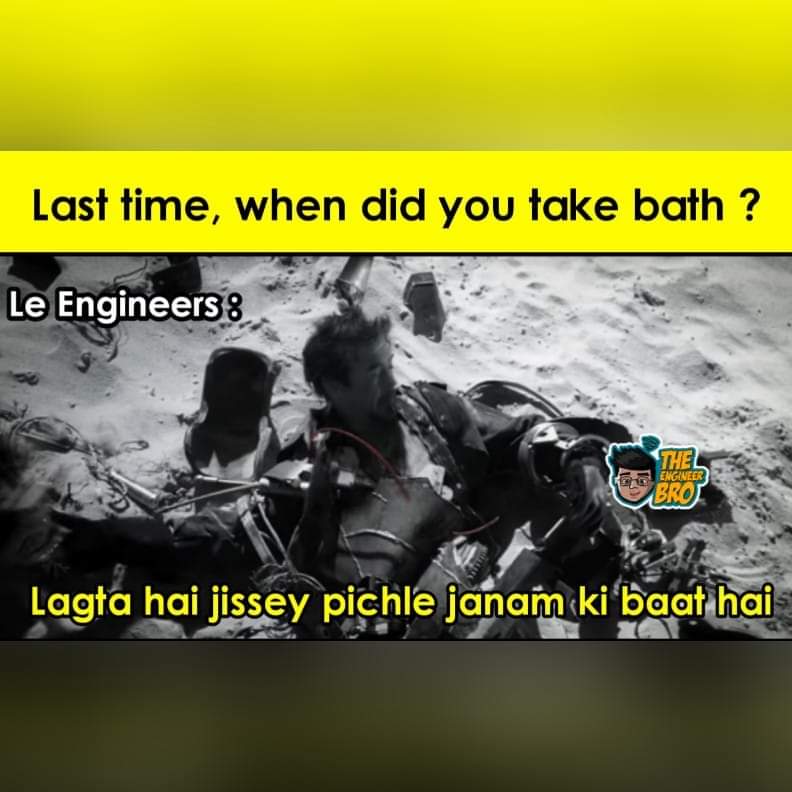 Last time, when did you take bath ?
Le Engineers :
THE
ENGINEER
BRO
Lagta hai jissey pichle janam ki baat hai